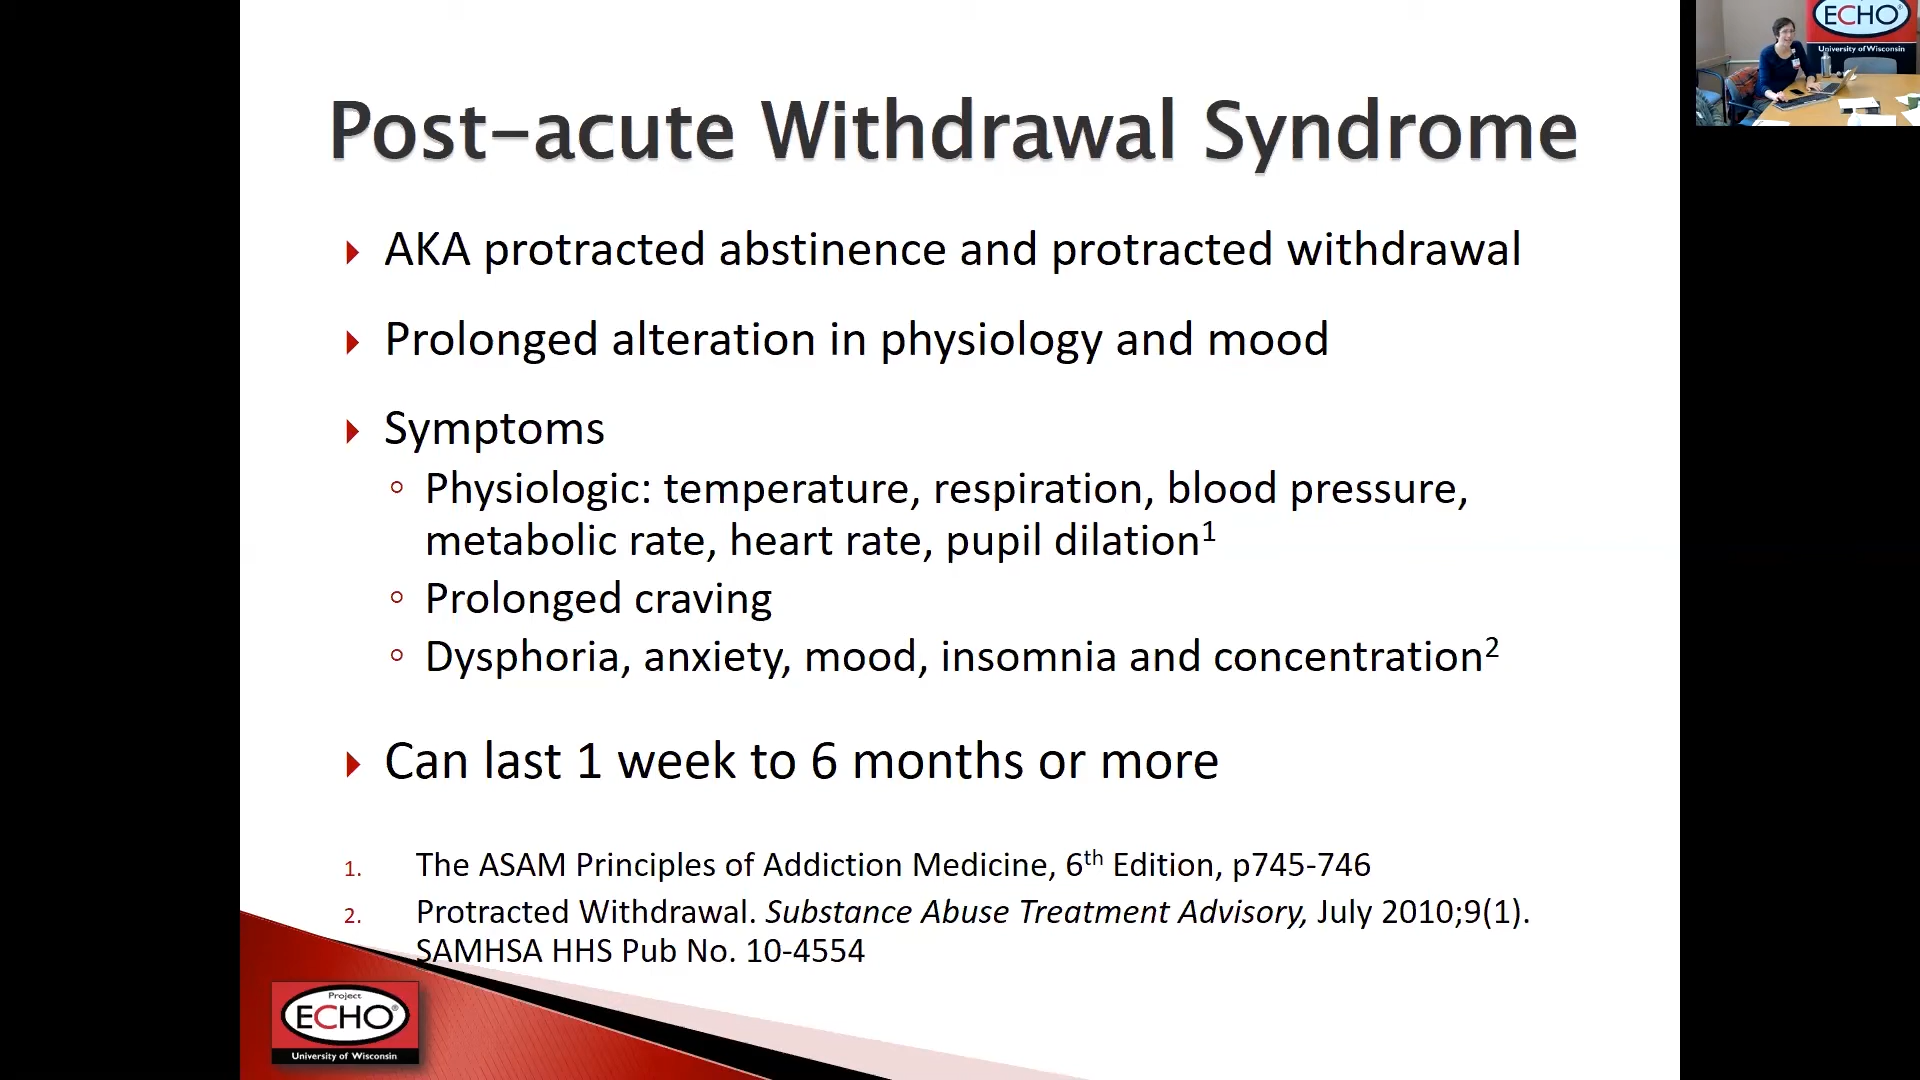 Post-acute Withdrawal Syndrome
AKA protracted abstinence and protracted withdrawal
Prolonged alteration in physiology and mood
Symptoms
Physiologic: temperature, respiration, blood pressure,
metabolic rate, heart rate, pupil dilation1
Prolonged craving
Dysphoria, anxiety, mood, insomnia and concentration2
Can last 1 week to 6 months or more
1. The ASAM Principles of Addiction Medicine, 6th Edition, p745-746
2. Protracted Withdrawal. Substance Abuse Treatment Advisory, July 2010;9(1).
SAMHSA HHS Pub No. 10-4554
Project
ECHO®
University of Wisconsin
ECHO®
University of Wisconsin